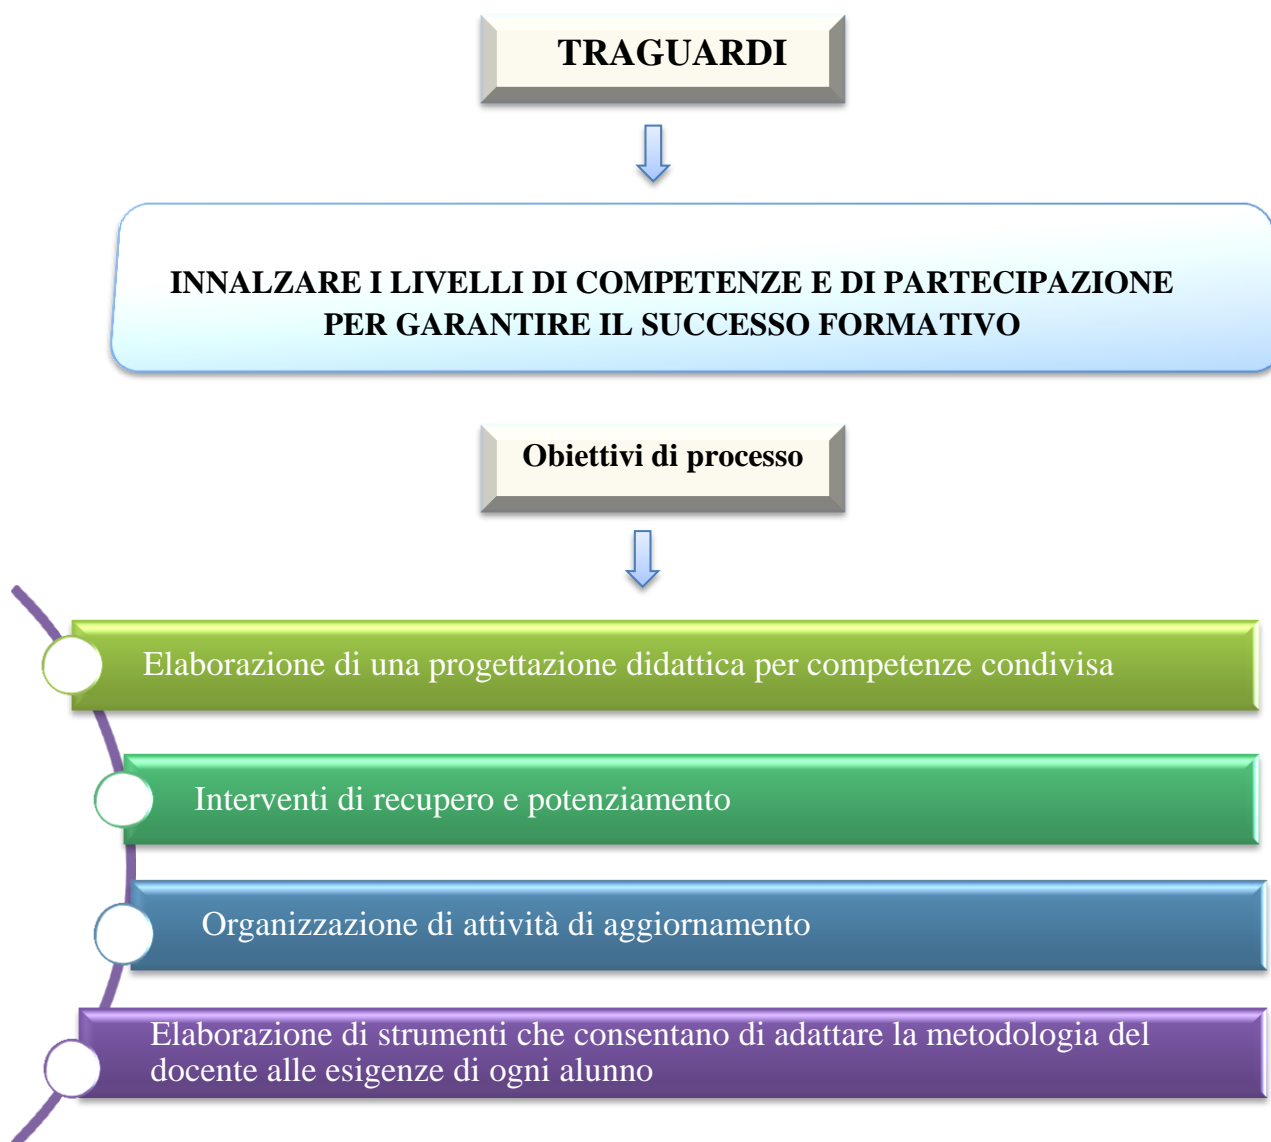 TRAGUARDI
INNALZARE I LIVELLI DI COMPETENZE E DI PARTECIPAZIONE
PER GARANTIRE IL SUCCESSO FORMATIVO
Obiettivi di processo
Elaborazione di una progettazione didattica per competenze condivisa
Interventi di recupero e potenziamento
Organizzazione di attività di aggiornamento
Elaborazione di strumenti che consentano di adattare la metodologia del
docente alle esigenze di ogni alunno